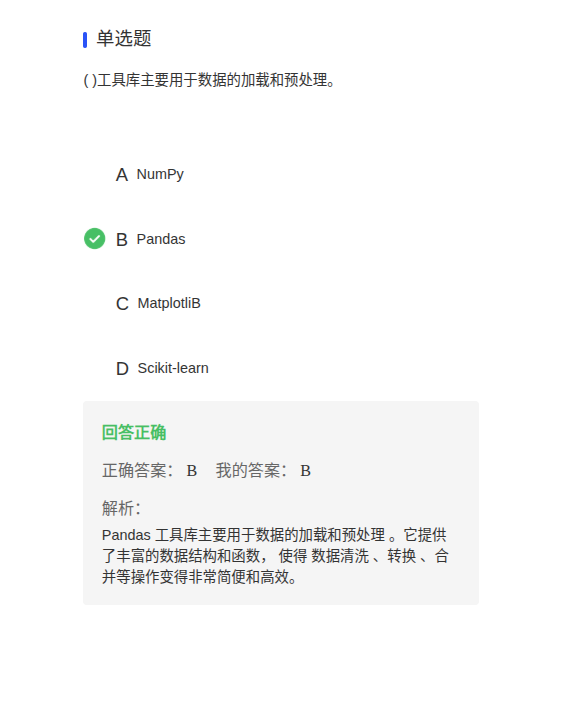 单选题
( )工具库主要用于数据的加载和预处理。
A NumPy
B Pandas
C MatplotliB
D Scikit-learn
回答正确
正确答案： B 我的答案： B
解析：
Pandas 工具库主要用于数据的加载和预处理 。它提供
了丰富的数据结构和函数， 使得 数据清洗 、转换 、合
并等操作变得非常简便和高效。